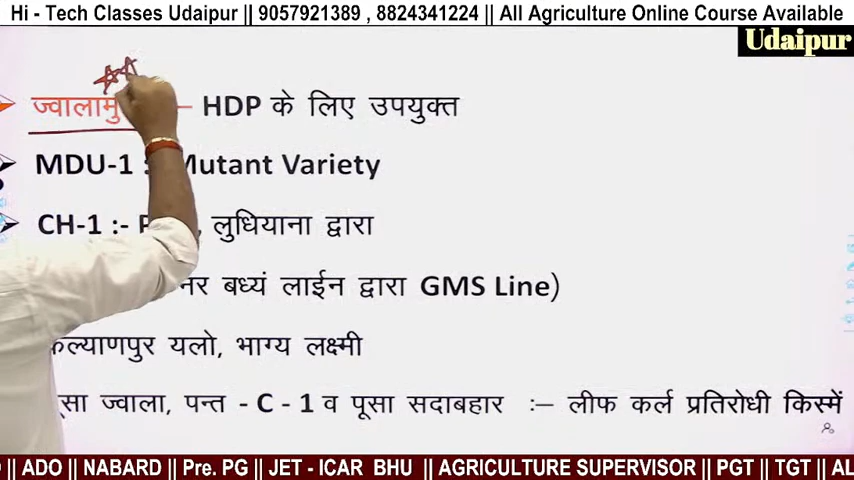 Hi - Tech Classes Udaipur || 9057921389 , 8824341224 || All Agriculture Online Course Available
Udaipur
– HDP के लिए उपयुक्त
MDU-1 : Mutant Variety
CH-1 :- लुधियाना द्वारा
नर बध्यं लाईन द्वारा GMS Line)
कल्याणपुर यलो, भाग्य लक्ष्मी
ज्वाला, पन्त - C - 1 व पूसा सदाबहार :– लीफ कर्ल प्रतिरोधी किस्में
|| ADO || NABARD || Pre. PG || JET - ICAR BHU || AGRICULTURE SUPERVISOR || PGT || TGT ||